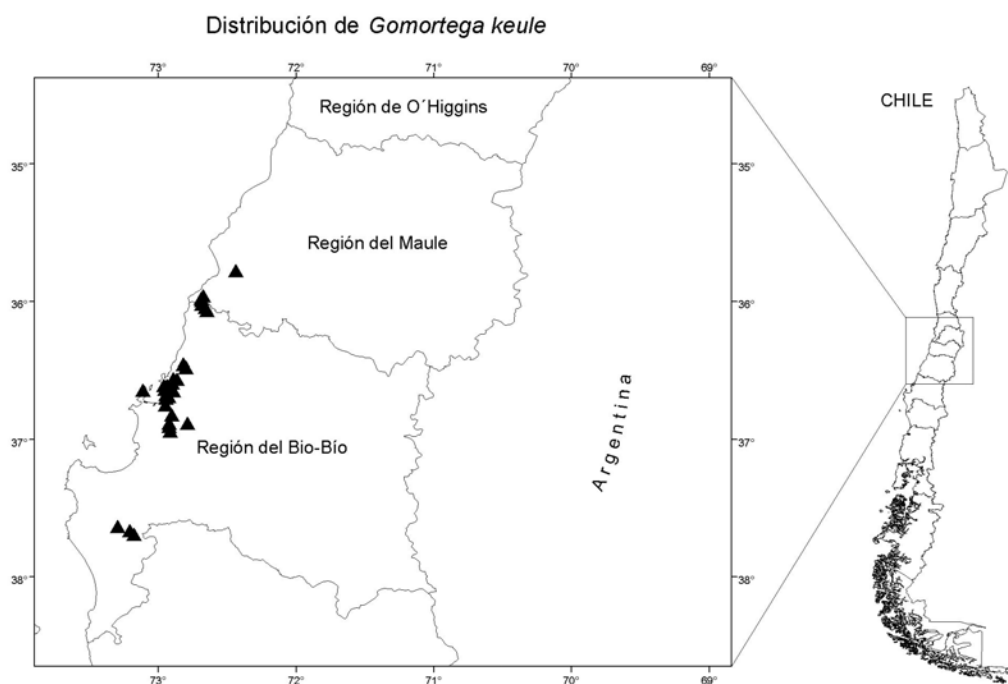 Distribución de Gomortega keule
73° 72° 71° 70° 69°
CHILE
Región de O´Higgins
35° 35°
Región del Maule
36° 36°
Argentina
37° 37°
Región del Bio-Bío
38° 38°
73° 72° 71° 70° 69°